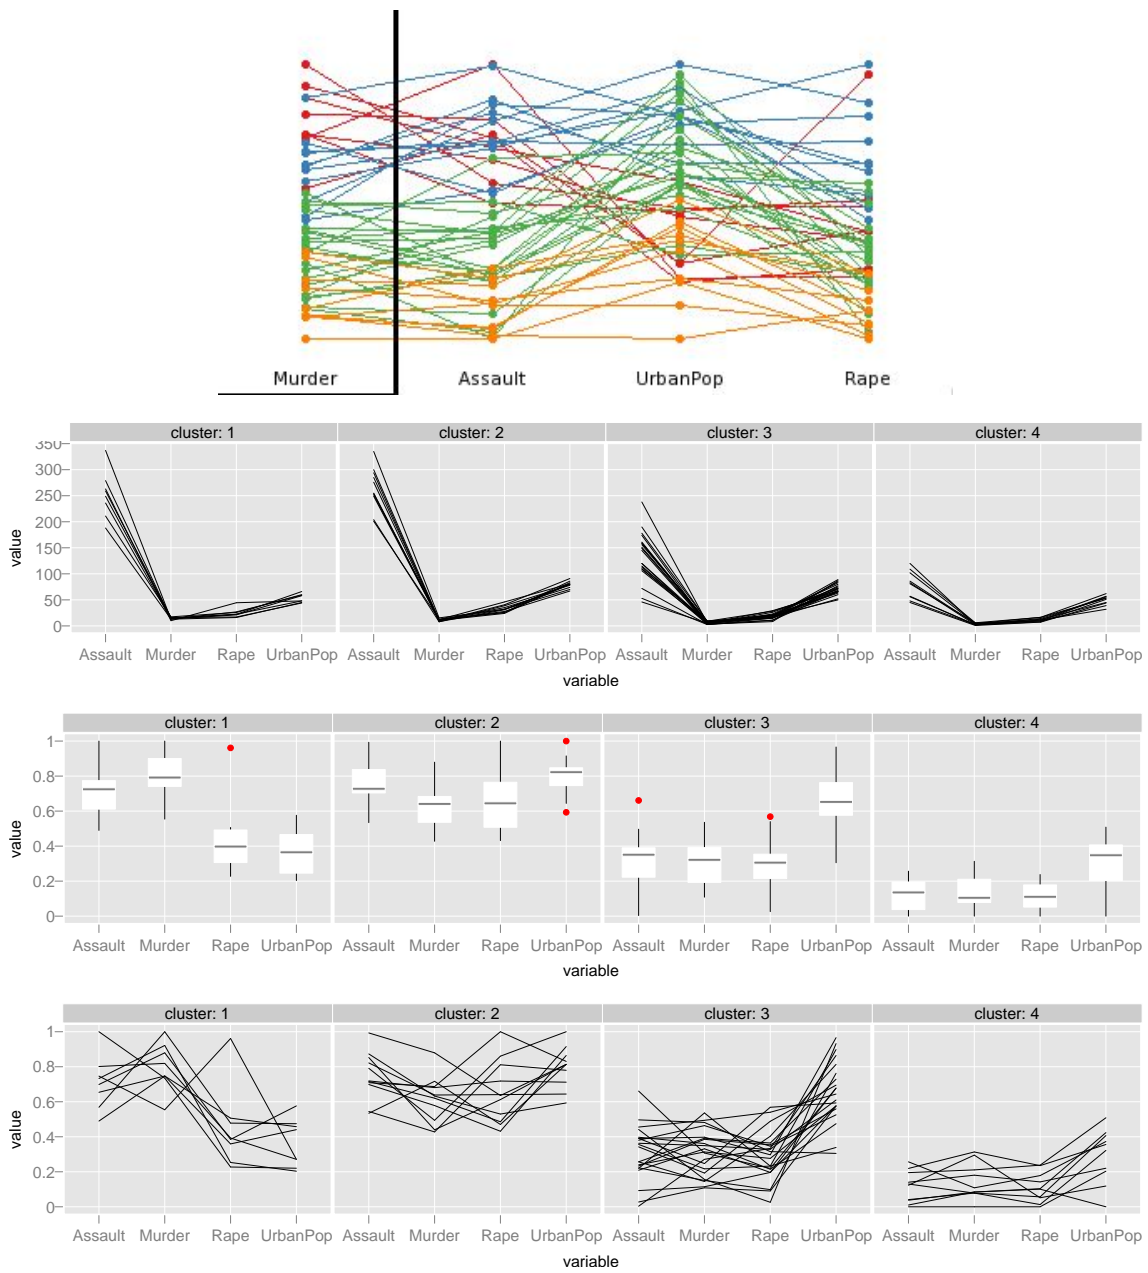 Murder Assault UrbanPop Rape
cluster: 1 cluster: 2 cluster: 3 cluster: 4
350
300
250
200
150
100
50
0
value
Assault Murder Rape UrbanPop Assault Murder Rape UrbanPop Assault Murder Rape UrbanPop Assault Murder Rape UrbanPop
variable
cluster: 1 cluster: 2 cluster: 3 cluster: 4
1
0.8
0.6
0.4
0.2
0
value
Assault Murder Rape UrbanPop Assault Murder Rape UrbanPop Assault Murder Rape UrbanPop Assault Murder Rape UrbanPop
variable
cluster: 1 cluster: 2 cluster: 3 cluster: 4
1
0.8
0.6
0.4
0.2
0
value
Assault Murder Rape UrbanPop Assault Murder Rape UrbanPop Assault Murder Rape UrbanPop Assault Murder Rape UrbanPop
variable